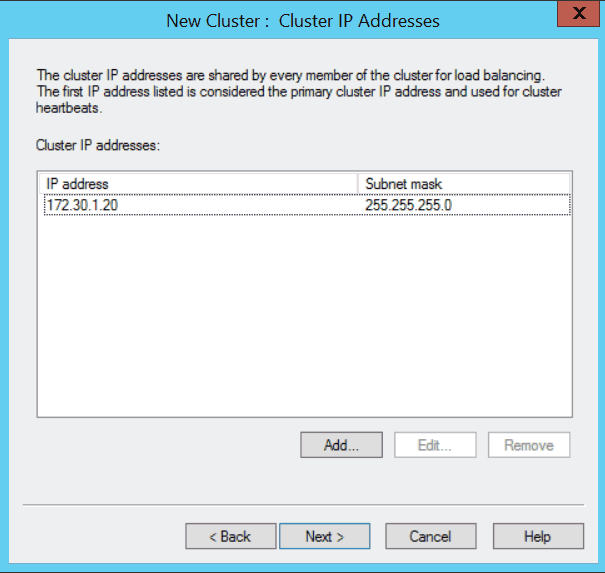 New Cluster :  Cluster IP Addresses
X
The cluster IP addresses are shared by every member of the cluster for load balancing.
The first IP address listed is considered the primary cluster IP address and used for cluster
heartbeats.
Cluster IP addresses:
IP address Subnet mask
172.30.1.20 255.255.255.0
Add... Edit... Remove
< Back Next > Cancel Help